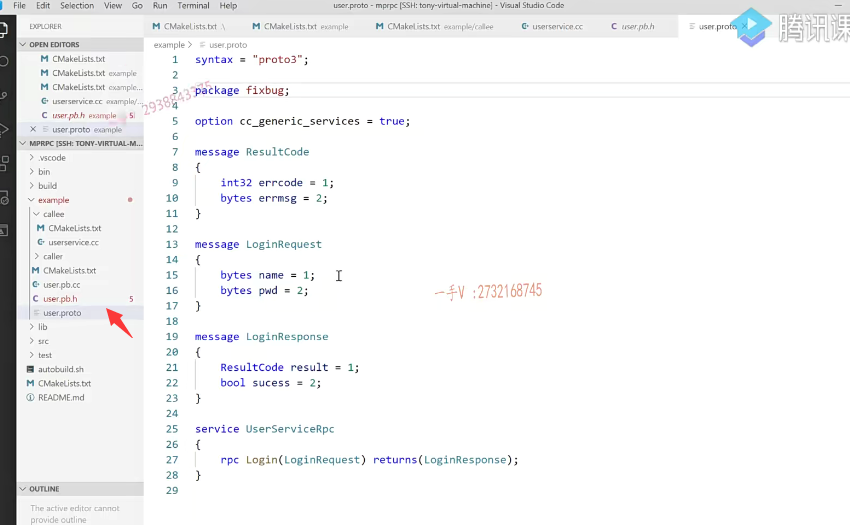 File Edit Selection View Go Run Terminal Help
user.proto - mprpc [SSH: tony-virtual-machine] - Visual Studio Code
EXPLORER
OPEN EDITORS
CMakeLists.txt
CMakeLists.txt example
CMakeLists.txt example/...
userservice.cc example/...
user.pb.h example 5
user.proto example
MPRPC [SSH: TONY-VIRTUAL-M...
.vscode
bin
build
example
callee
CMakeLists.txt
userservice.cc
caller
CMakeLists.txt
user.pb.cc
user.pb.h 5
user.proto
lib
src
test
autobuild.sh
CMakeLists.txt
README.md
OUTLINE
The active editor cannot
provide outline
CMakeLists.txt .\
CMakeLists.txt example
CMakeLists.txt example/callee
userservice.cc
user.pb.h
user.proto
腾讯课
example > user.proto
1 syntax = "proto3";
2
3 package fixbug;
4
5 option cc_generic_services = true;
6
7 message ResultCode
8 {
9 int32 errcode = 1;
10 bytes errmsg = 2;
11 }
12
13 message LoginRequest
14 {
15 bytes name = 1;
16 bytes pwd = 2;
17 }
18
19 message LoginResponse
20 {
21 ResultCode result = 1;
22 bool sucess = 2;
23 }
24
25 service UserServiceRpc
26 {
27 rpc Login(LoginRequest) returns(LoginResponse);
28 }
29
一手V :2732168745